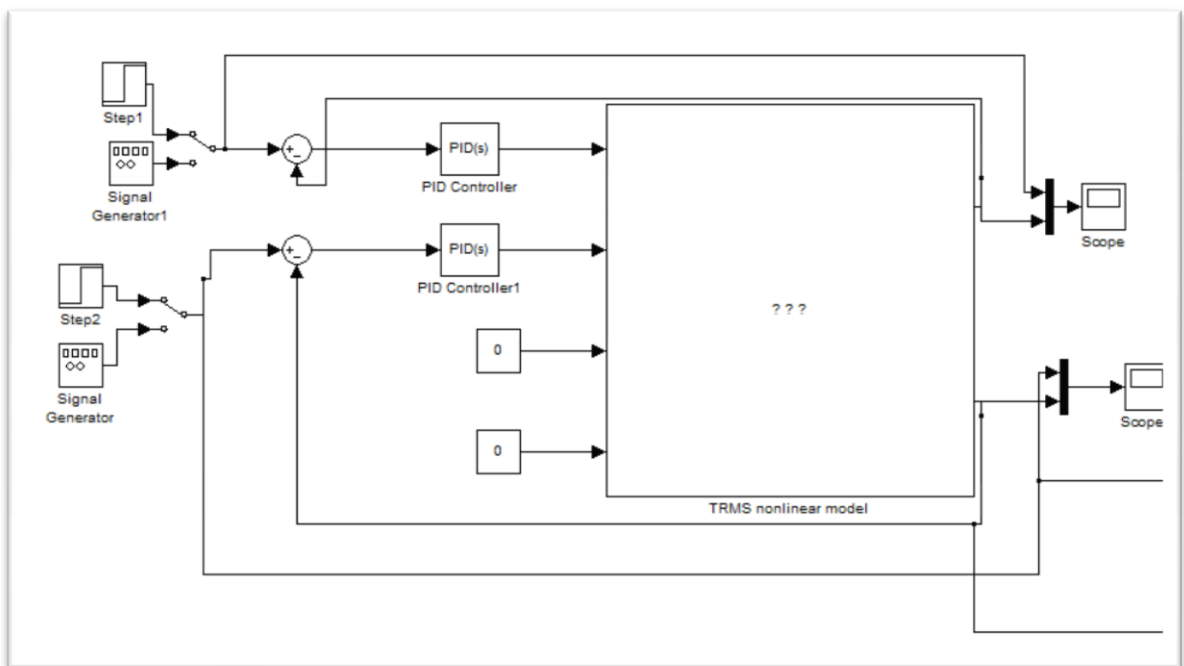 Step1
Signal
Generator1
PID(s)
PID Controller
Scope
PID(s)
PID Controller1
Step2
Signal
Generator
0
0
? ? ?
TRMS nonlinear model
Scope